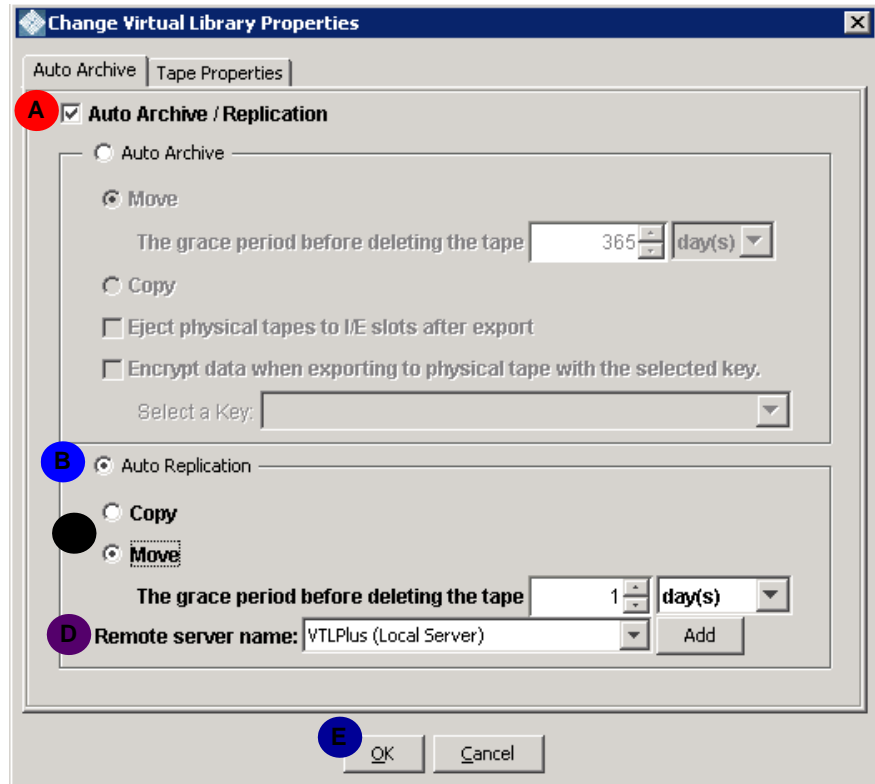 Change Virtual Library Properties
Auto Archive Tape Properties
A Auto Archive / Replication
Auto Archive
Move
The grace period before deleting the tape 365 day(s)
Copy
Eject physical tapes to I/E slots after export
Encrypt data when exporting to physical tape with the selected key.
Select a Key:
B Auto Replication
Copy
Move
The grace period before deleting the tape 1 day(s)
D Remote server name: VTLPlus (Local Server) Add
E OK Cancel